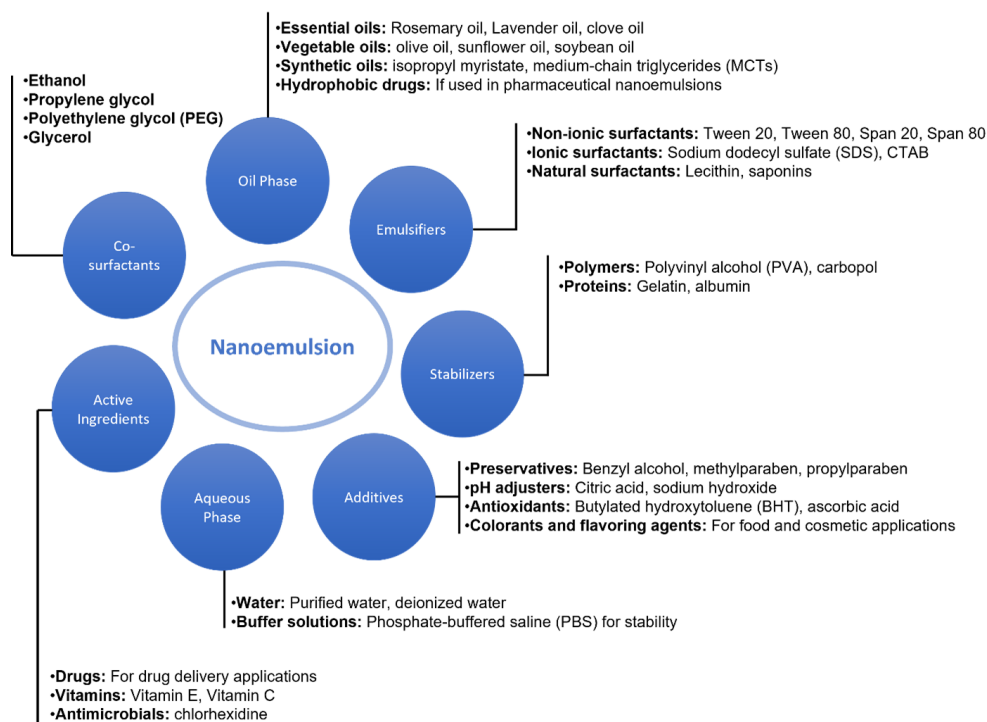 •Essential oils: Rosemary oil, Lavender oil, clove oil
•Vegetable oils: olive oil, sunflower oil, soybean oil
•Synthetic oils: isopropyl myristate, medium-chain triglycerides (MCTs)
•Hydrophobic drugs: If used in pharmaceutical nanoemulsions
•Ethanol
•Propylene glycol
•Polyethylene glycol (PEG)
•Glycerol
•Non-ionic surfactants: Tween 20, Tween 80, Span 20, Span 80
•Ionic surfactants: Sodium dodecyl sulfate (SDS), CTAB
•Natural surfactants: Lecithin, saponins
Oil Phase
Emulsifiers
Co-
surfactants
•Polymers: Polyvinyl alcohol (PVA), carbopol
•Proteins: Gelatin, albumin
Nanoemulsion
Stabilizers
Active
Ingredients
Aqueous
Phase
Additives
•Preservatives: Benzyl alcohol, methylparaben, propylparaben
•pH adjusters: Citric acid, sodium hydroxide
•Antioxidants: Butylated hydroxytoluene (BHT), ascorbic acid
•Colorants and flavoring agents: For food and cosmetic applications
•Water: Purified water, deionized water
•Buffer solutions: Phosphate-buffered saline (PBS) for stability
•Drugs: For drug delivery applications
•Vitamins: Vitamin E, Vitamin C
•Antimicrobials: chlorhexidine